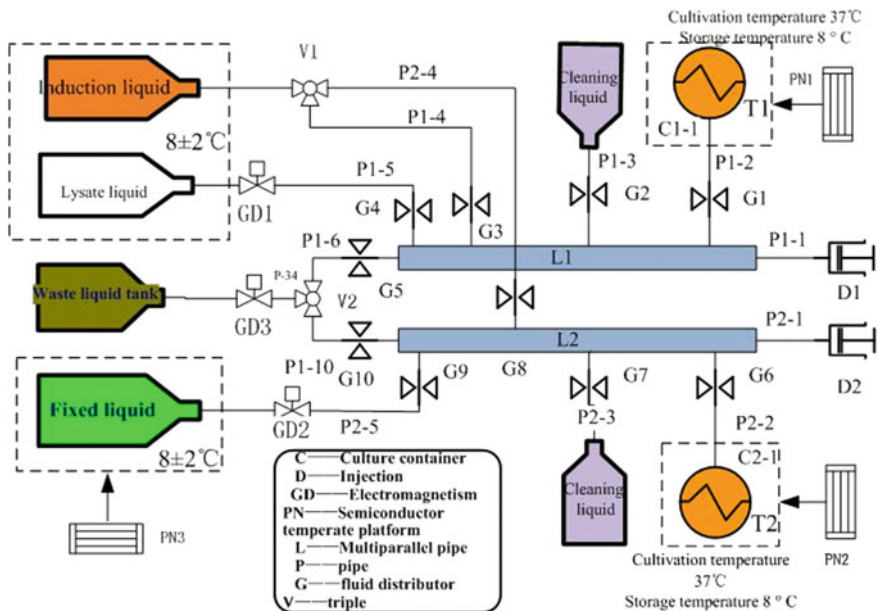 Cultivation temperature 37℃
Storage temperature 8 ° C
V1
Induction liquid
P2-4
Cleaning
liquid
PN1
T1
C1-1
P1-4
8±2℃
P1-5
P1-3
P1-2
Lysate liquid
G4
G2
G1
GD1
G3
P1-6
P1-1
L1
P-34
G5
D1
Waste liquid tank
V2
GD3
P2-1
L2
P1-10
G10
G9
G8
G7
G6
D2
Fixed liquid
GD2
P2-5
P2-3
P2-2
8±2℃
C2-1
C——Culture container
D——Injection
GD——Electromagnetism
PN——Semiconductor
temperate platform
L——Multiparallel pipe
P——pipe
G——fluid distributor
V——triple
Cleaning
liquid
T2
PN3
PN2
Cultivation temperature
37℃
Storage temperature 8 ° C